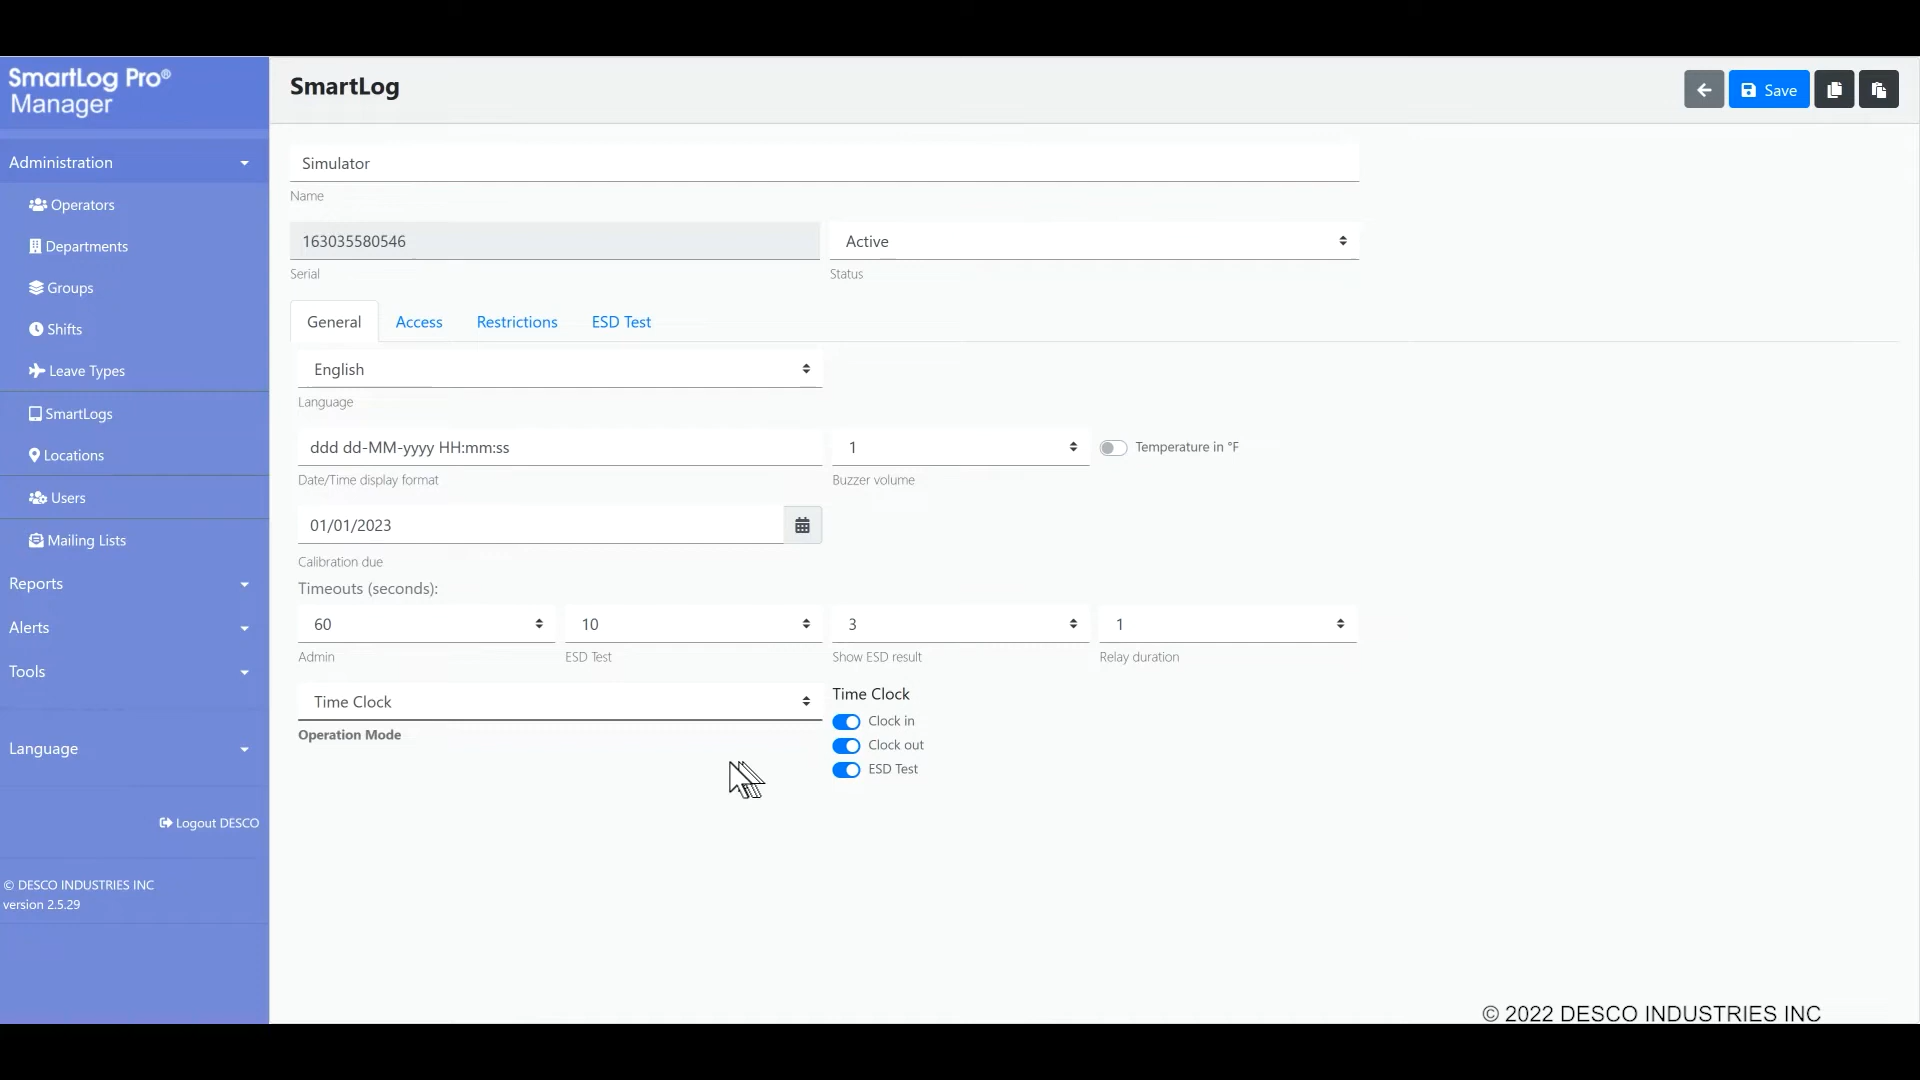 SmartLog Pro®
Manager
SmartLog
Save
Administration
Operators
Departments
Groups
Shifts
Leave Types
SmartLogs
Locations
Users
Mailing Lists
Reports
Alerts
Tools
Language
Logout DESCO
© DESCO INDUSTRIES INC
version 2.5.29
Simulator
Name
163035580546
Serial
Active
Status
General Access Restrictions ESD Test
English
Language
ddd dd-MM-yyyy HH:mm:ss
Date/Time display format
1
Buzzer volume
Temperature in °F
01/01/2023
Calibration due
Timeouts (seconds):
60
Admin
10
ESD Test
3
Show ESD result
1
Relay duration
Time Clock
Operation Mode
Time Clock
Clock in
Clock out
ESD Test
© 2022 DESCO INDUSTRIES INC